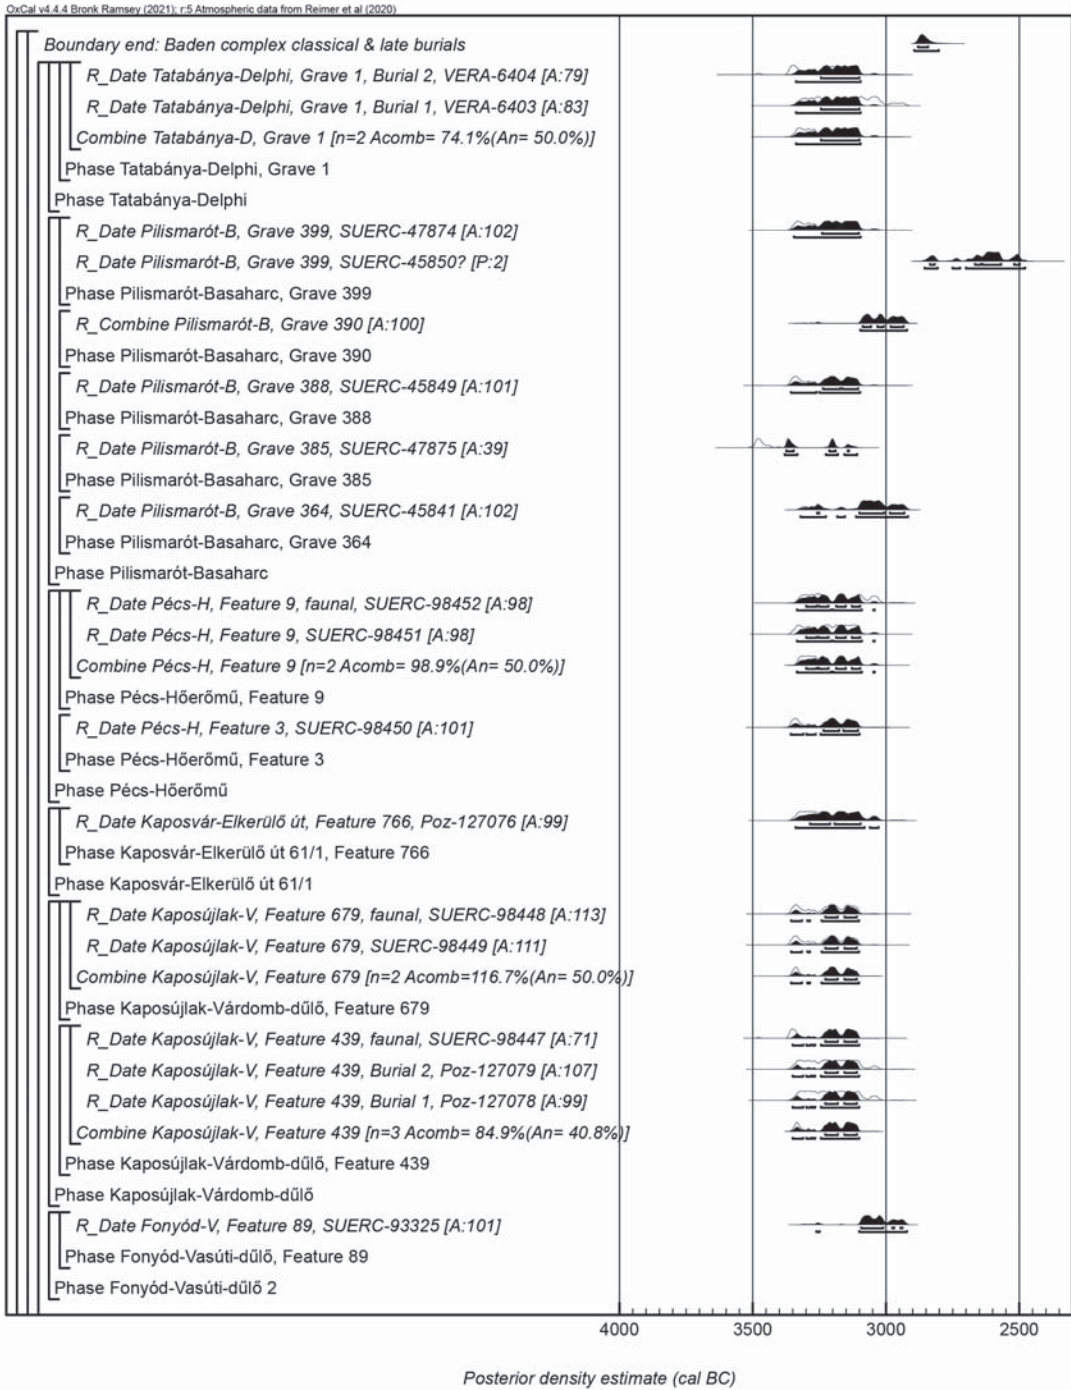 OxCal v4.4.4 Bronk Ramsey (2021); r:5 Atmospheric data from Reimer et al (2020)
Boundary end: Baden complex classical & late burials
R_Date Tatabánya-Delphi, Grave 1, Burial 2, VERA-6404 [A:79]
R_Date Tatabánya-Delphi, Grave 1, Burial 1, VERA-6403 [A:83]
Combine Tatabánya-D, Grave 1 [n=2 Acomb= 74.1%(An= 50.0%)]
Phase Tatabánya-Delphi, Grave 1
Phase Tatabánya-Delphi
R_Date Pilismarót-B, Grave 399, SUERC-47874 [A:102]
R_Date Pilismarót-B, Grave 399, SUERC-45850? [P:2]
Phase Pilismarót-Basaharc, Grave 399
R_Combine Pilismarót-B, Grave 390 [A:100]
Phase Pilismarót-Basaharc, Grave 390
R_Date Pilismarót-B, Grave 388, SUERC-45849 [A:101]
Phase Pilismarót-Basaharc, Grave 388
R_Date Pilismarót-B, Grave 385, SUERC-47875 [A:39]
Phase Pilismarót-Basaharc, Grave 385
R_Date Pilismarót-B, Grave 364, SUERC-45841 [A:102]
Phase Pilismarót-Basaharc, Grave 364
Phase Pilismarót-Basaharc
R_Date Pécs-H, Feature 9, faunal, SUERC-98452 [A:98]
R_Date Pécs-H, Feature 9, SUERC-98451 [A:98]
Combine Pécs-H, Feature 9 [n=2 Acomb= 98.9%(An= 50.0%)]
Phase Pécs-Hőerőmű, Feature 9
R_Date Pécs-H, Feature 3, SUERC-98450 [A:101]
Phase Pécs-Hőerőmű, Feature 3
Phase Pécs-Hőerőmű
R_Date Kaposvár-Elkerülő út, Feature 766, Poz-127076 [A:99]
Phase Kaposvár-Elkerülő út 61/1, Feature 766
Phase Kaposvár-Elkerülő út 61/1
R_Date Kaposújlak-V, Feature 679, faunal, SUERC-98448 [A:113]
R_Date Kaposújlak-V, Feature 679, SUERC-98449 [A:111]
Combine Kaposújlak-V, Feature 679 [n=2 Acomb=116.7%(An= 50.0%)]
Phase Kaposújlak-Várdomb-dűlő, Feature 679
R_Date Kaposújlak-V, Feature 439, faunal, SUERC-98447 [A:71]
R_Date Kaposújlak-V, Feature 439, Burial 2, Poz-127079 [A:107]
R_Date Kaposújlak-V, Feature 439, Burial 1, Poz-127078 [A:99]
Combine Kaposújlak-V, Feature 439 [n=3 Acomb= 84.9%(An= 40.8%)]
Phase Kaposújlak-Várdomb-dűlő, Feature 439
Phase Kaposújlak-Várdomb-dűlő
R_Date Fonyód-V, Feature 89, SUERC-93325 [A:101]
Phase Fonyód-Vasúti-dűlő, Feature 89
Phase Fonyód-Vasúti-dűlő 2
4000 3500 3000 2500
Posterior density estimate (cal BC)